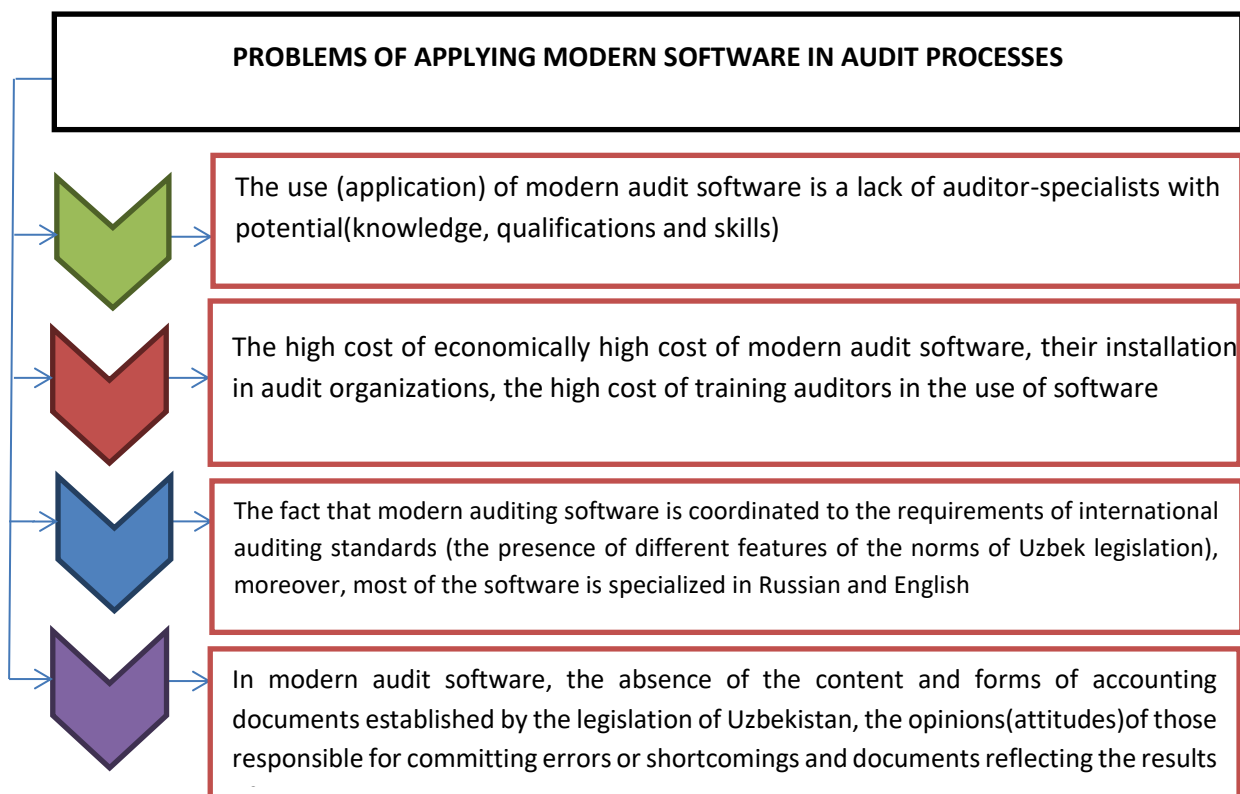 PROBLEMS OF APPLYING MODERN SOFTWARE IN AUDIT PROCESSES
The use (application) of modern audit software is a lack of auditor-specialists with
potential(knowledge, qualifications and skills)
The high cost of economically high cost of modern audit software, their installation
in audit organizations, the high cost of training auditors in the use of software
The fact that modern auditing software is coordinated to the requirements of international
auditing standards (the presence of different features of the norms of Uzbek legislation),
moreover, most of the software is specialized in Russian and English
In modern audit software, the absence of the content and forms of accounting
documents established by the legislation of Uzbekistan, the opinions(attitudes)of those
responsible for committing errors or shortcomings and documents reflecting the results